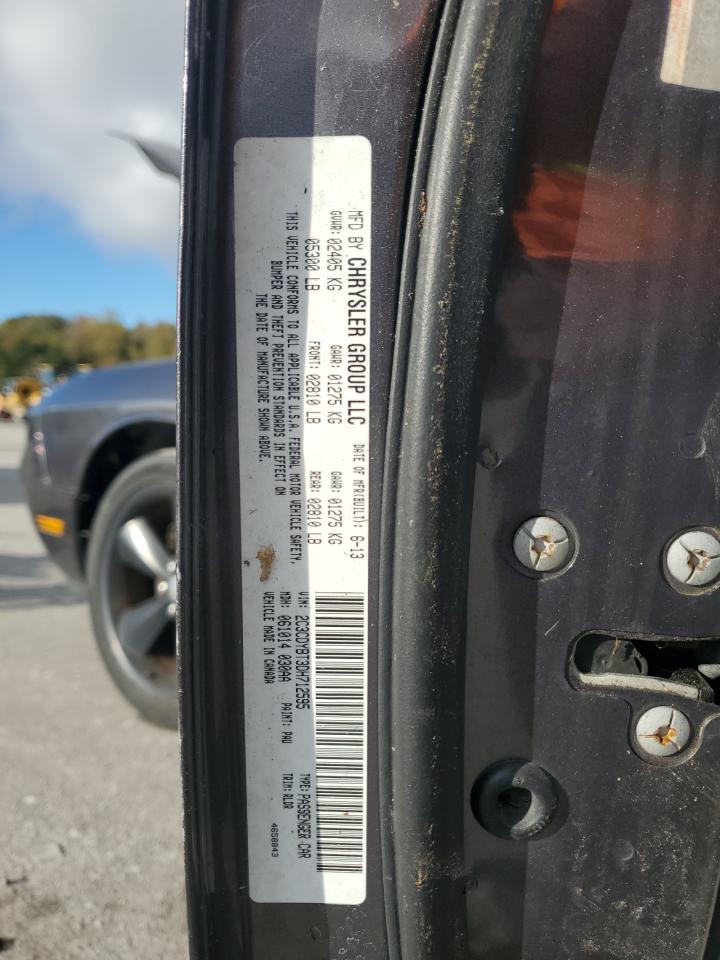 MFD BY CHRYSLER GROUP LLC DATE OF MFR(BUILT): 6-13
GVWR: 02405 KG GAWR: 01275 KG GAWR: 01275 KG
05300 LB FRONT: 02810 LB REAR: 02810 LB
THIS VEHICLE CONFORMS TO ALL APPLICABLE U.S.A. FEDERAL MOTOR VEHICLE SAFETY,
BUMPER AND THEFT PREVENTION STANDARDS IN EFFECT ON
THE DATE OF MANUFACTURE SHOWN ABOVE.
VIN: 2C3CDYBT3DH712595 TYPE: PASSENGER CAR
MDH: 061014 030AA PAINT: PAU TRIM: RLDR
VEHICLE MADE IN CANADA 4658843